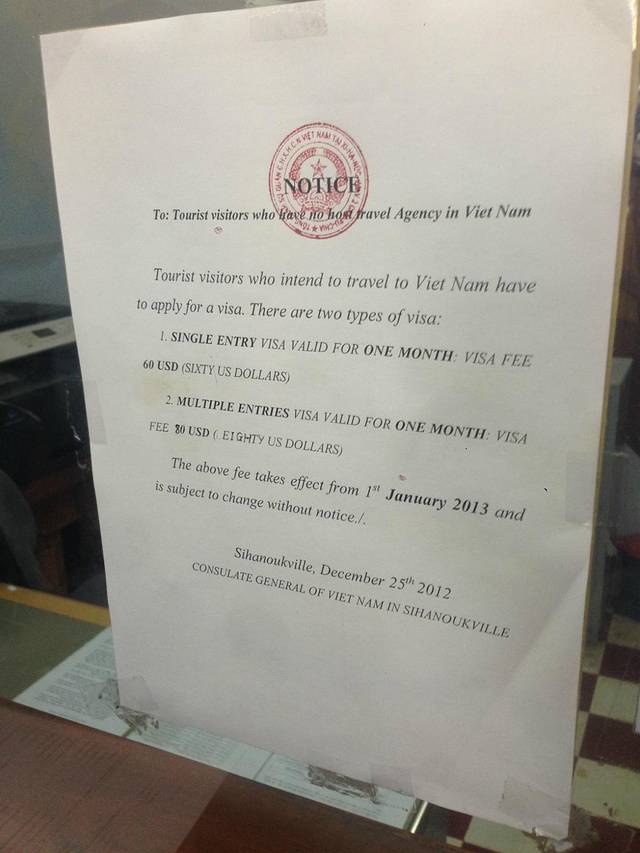 NOTICE
To: Tourist visitors who have no host travel Agency in Viet Nam
Tourist visitors who intend to travel to Viet Nam have
to apply for a visa. There are two types of visa:
1. SINGLE ENTRY VISA VALID FOR ONE MONTH: VISA FEE
60 USD (SIXTY US DOLLARS)
2. MULTIPLE ENTRIES VISA VALID FOR ONE MONTH: VISA
FEE 80 USD (.EIGHTY US DOLLARS)
The above fee takes effect from 1st January 2013 and
is subject to change without notice./.
Sihanoukville, December 25th 2012
CONSULATE GENERAL OF VIET NAM IN SIHANOUKVILLE